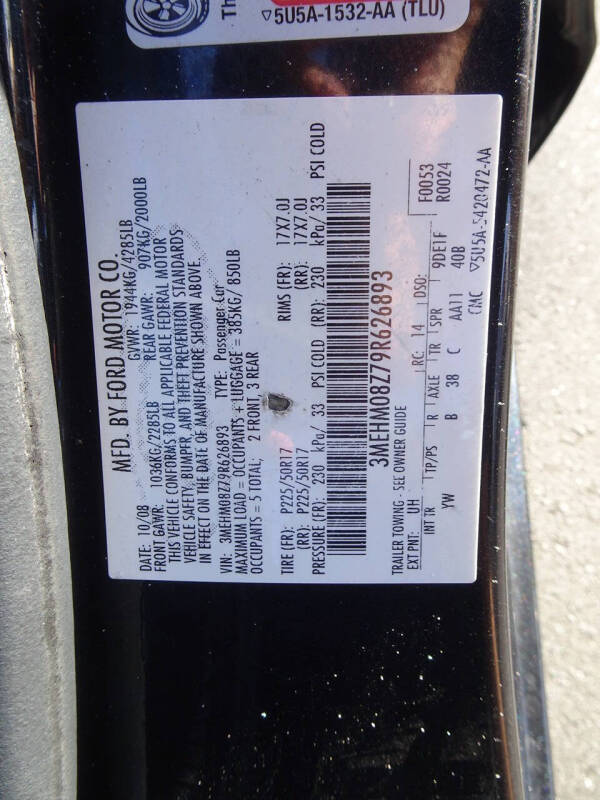 Th
▽5U5A-1532-AA (TLU)
MFD. BY FORD MOTOR CO.
DATE: 10/08 GVWR: 1944KG/4285LB
FRONT GAWR: 1036KG/2285LB REAR GAWR: 907KG/2000LB
THIS VEHICLE CONFORMS TO ALL APPLICABLE FEDERAL MOTOR
VEHICLE SAFETY, BUMPER, AND THEFT PREVENTION STANDARDS
IN EFFECT ON THE DATE OF MANUFACTURE SHOWN ABOVE.
VIN: 3MEHM08Z79R626893 TYPE: Passenger Car
MAXIMUM LOAD = OCCUPANTS + LUGGAGE = 385KG/ 850LB
OCCUPANTS = 5 TOTAL: 2 FRONT 3 REAR
TIRE (FR): P225/50R17 RIMS (FR): 17X7.0J
(RR): P225/50R17 (RR): 17X7.0J
PRESSURE (FR): 230 kPa/ 33 PSI COLD (RR): 230 kPa/ 33 PSI COLD
3MEHM08Z79R626893
TRAILER TOWING - SEE OWNER GUIDE F0053
EXT PNT: UH RC: 14 DSO: R0024
INT TR TP/PS R AXLE TR SPR 9DE1F
YW B 38 C AA11 40B
CMC ▽5U5A-5420472-AA